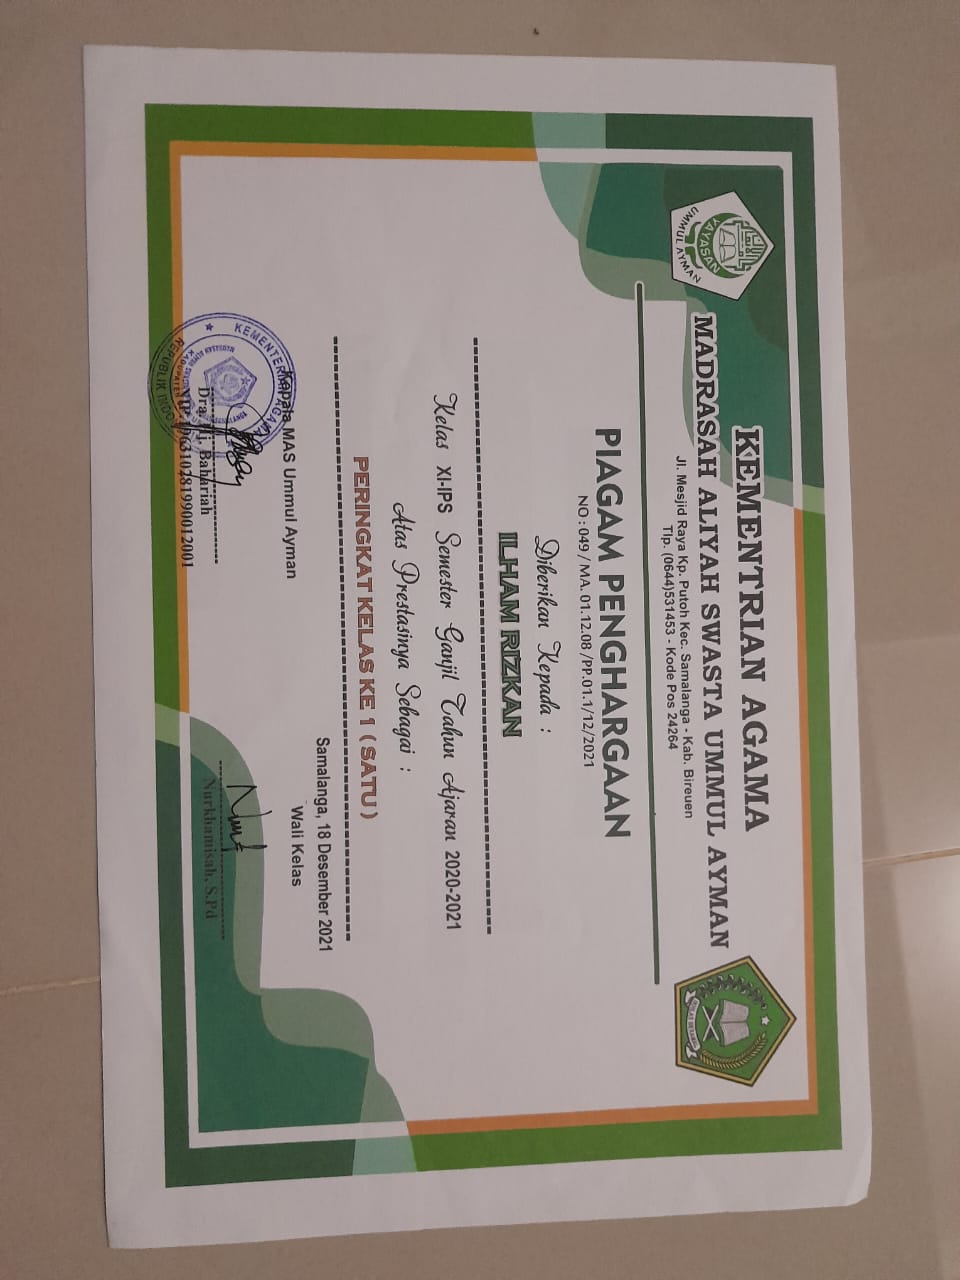 KEMENTRIAN AGAMA
MADRASAH ALIYAH SWASTA UMMUL AYMAN
Jl. Mesjid Raya Kp. Putoh Kec. Samalanga - Kab. Bireuen
Tlp. (0644)531453 - Kode Pos 24264
YAYASAN
UMMUL AYMAN
PIAGAM PENGHARGAAN
NO : 049 / MA. 01.12.08 /PP.01.1/12/2021
Diberikan Kepada :
ILHAM RIZKAN
Kelas XI-IPS Semester Ganjil Tahun Ajaran 2020-2021
Atas Prestasinya Sebagai :
PERINGKAT KELAS KE 1 ( SATU )
Samalanga, 18 Desember 2021
Kepala MAS Ummul Ayman
Wali Kelas
KEMENTERIAN AGAMA
REPUBLIK INDO
Dra. Hj. Bahariah
NIP. 196310281990012001
Nurkhamisah, S.Pd